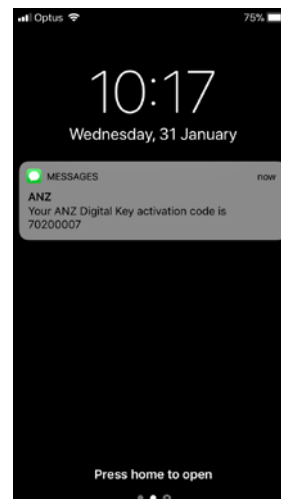 Optus 75%
10:17
Wednesday, 31 January
MESSAGES now
ANZ
Your ANZ Digital Key activation code is
70200007
Press home to open